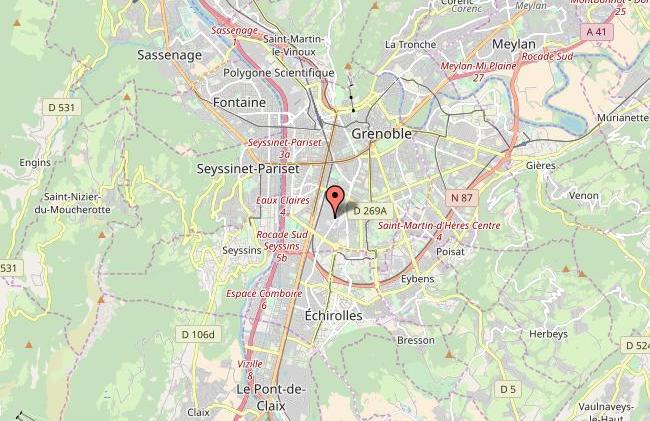 Corenc
Corenc
Meylan
Montbonnot-
25
A 41
Sassenage
1
Saint-Martin-
le-Vinoux
La Tronche
Meylan
Rocade Sud
Sassenage
Polygone Scientifique
Meylan-Mi-Plaine
27
Fontaine
D 531
Murianette
Grenoble
Seyssinet-Pariset
3a
Engins
Seyssinet-Pariset
Gières
Saint-Nizier-
du-Moucherotte
Eaux Claires
4
N 87
Venon
D 269A
Saint-Martin-d'Hères Centre
4
Rocade Sud
Seyssins
5b
Seyssins
Poisat
531
Eybens
Espace Comboire
6
Échirolles
D 106d
Bresson
Herbeys
D 524
Vizille
8
Le Pont-de-
Claix
D 5
Claix
Vaulnaveys-
le-Haut